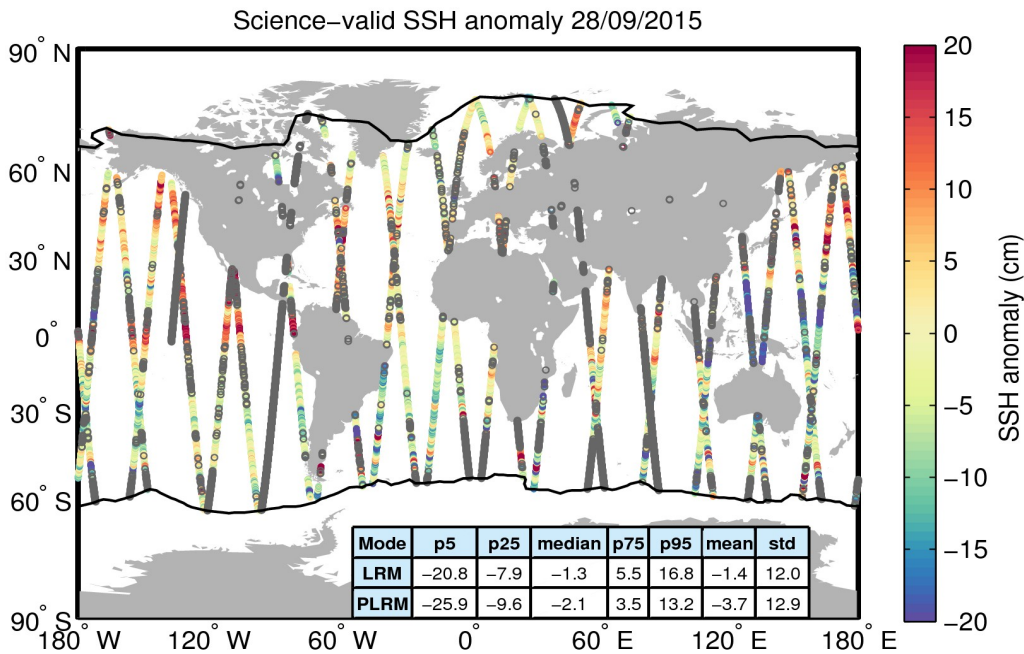 Science−valid SSH anomaly 28/09/2015
90° N
60° N
30° N
0°
30° S
60° S
90° S
180° W
120° W
60° W
0°
60° E
120° E
180° E
Mode p5 p25 median p75 p95 mean std
LRM −20.8 −7.9 −1.3 5.5 16.8 −1.4 12.0
PLRM −25.9 −9.6 −2.1 3.5 13.2 −3.7 12.9
20
15
10
5
0
−5
−10
−15
−20
SSH anomaly (cm)